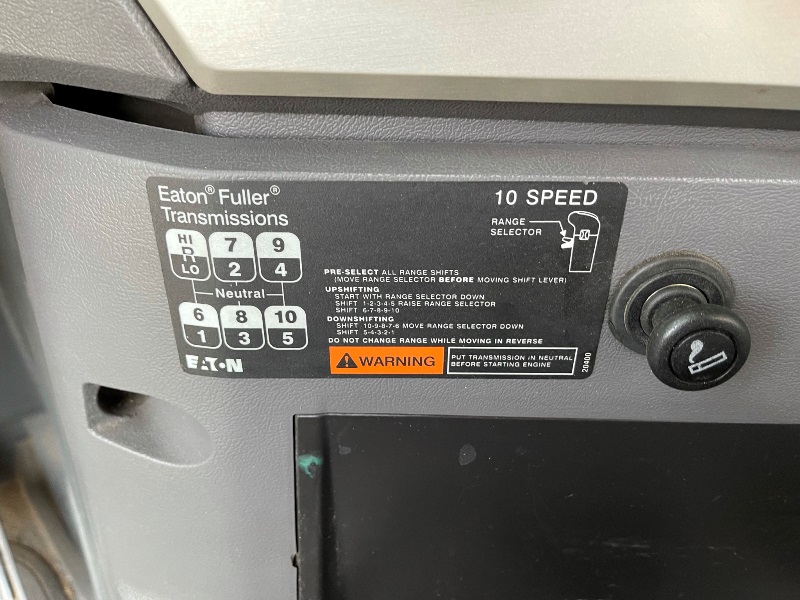 Eaton® Fuller®
Transmissions
10 SPEED
RANGE
SELECTOR
HI
R
LO
7
2
9
4
Neutral
6
1
8
3
10
5
EATON
PRE-SELECT ALL RANGE SHIFTS
(MOVE RANGE SELECTOR BEFORE MOVING SHIFT LEVER)
UPSHIFTING
START WITH RANGE SELECTOR DOWN
SHIFT 1-2-3-4-5 RAISE RANGE SELECTOR
SHIFT 6-7-8-9-10
DOWNSHIFTING
SHIFT 10-9-8-7-6 MOVE RANGE SELECTOR DOWN
SHIFT 5-4-3-2-1
DO NOT CHANGE RANGE WHILE MOVING IN REVERSE
WARNING
PUT TRANSMISSION IN NEUTRAL
BEFORE STARTING ENGINE
20400